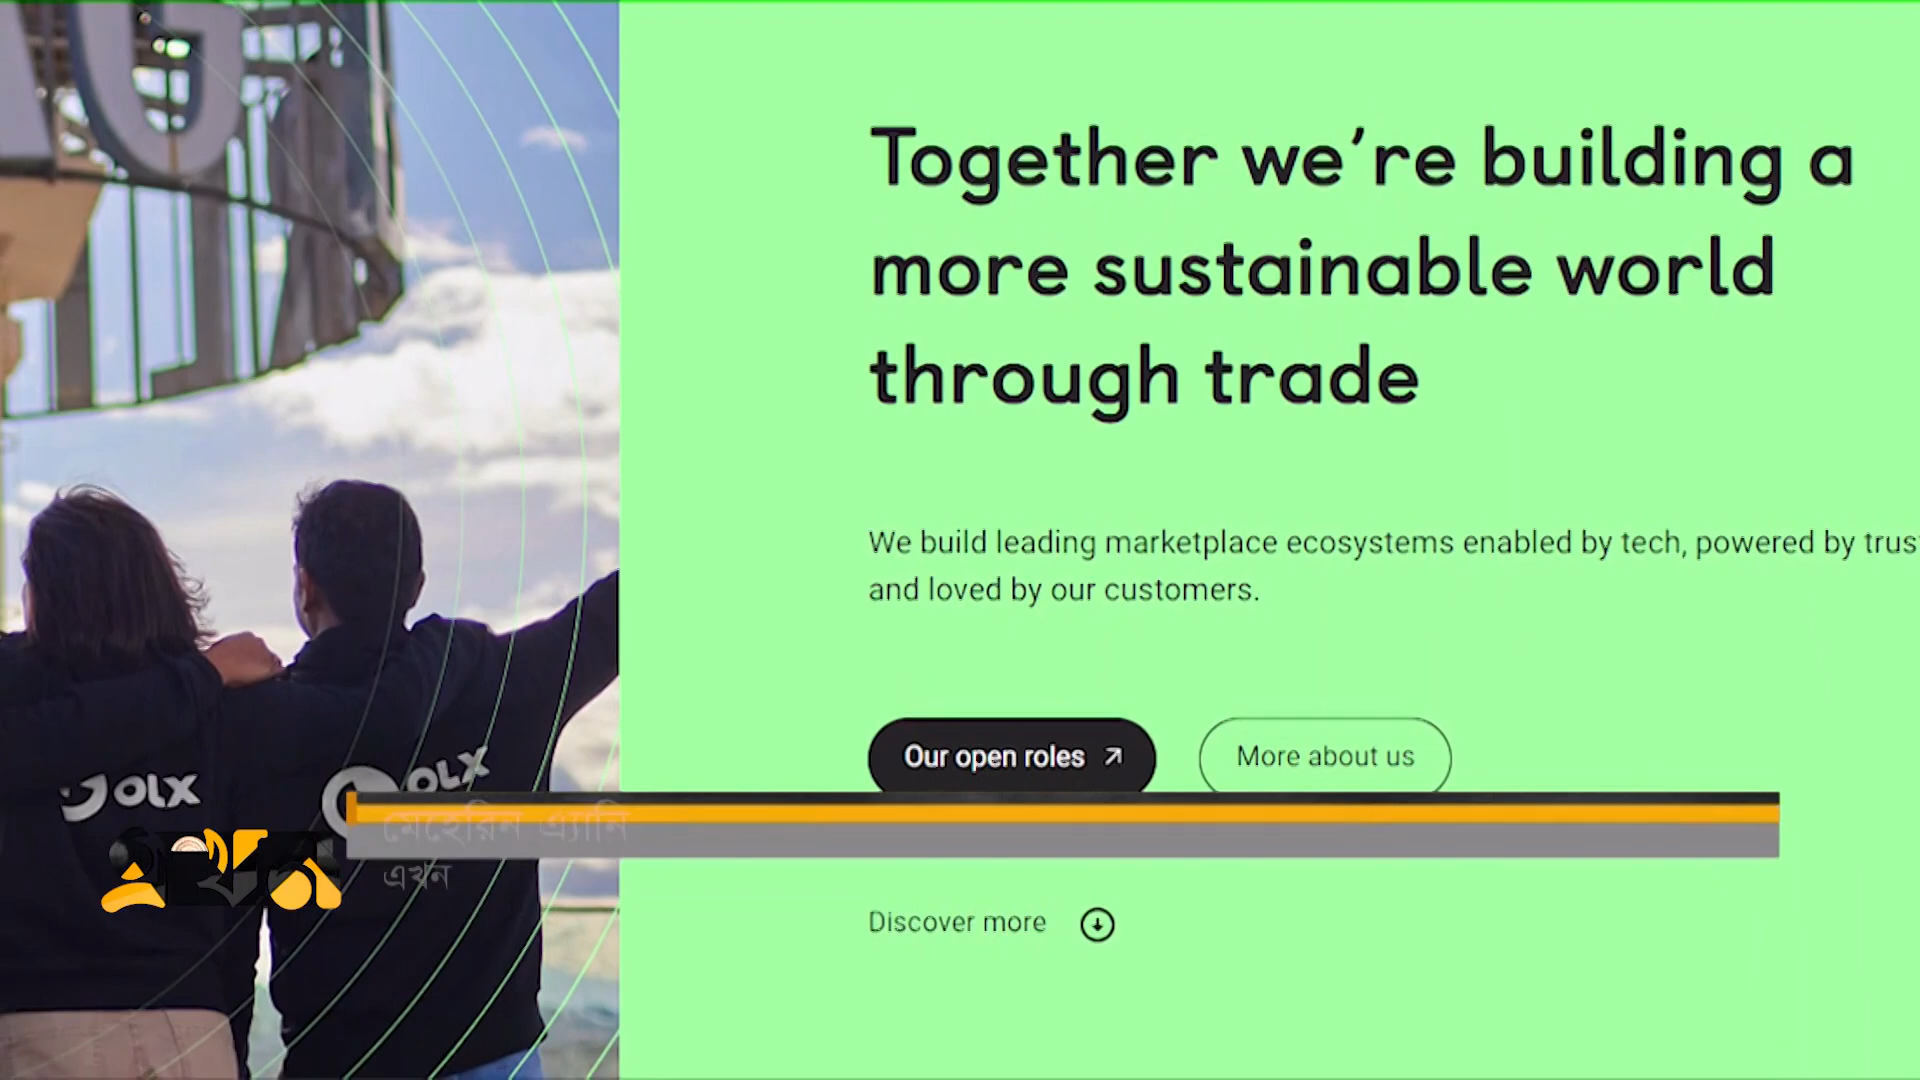 G
Together we’re building a
more sustainable world
through trade
We build leading marketplace ecosystems enabled by tech, powered by
and loved by our customers.
Our open roles
More about us
olx
OLX
মেহেরিন এ্যানি
এখন
এখন
Discover more